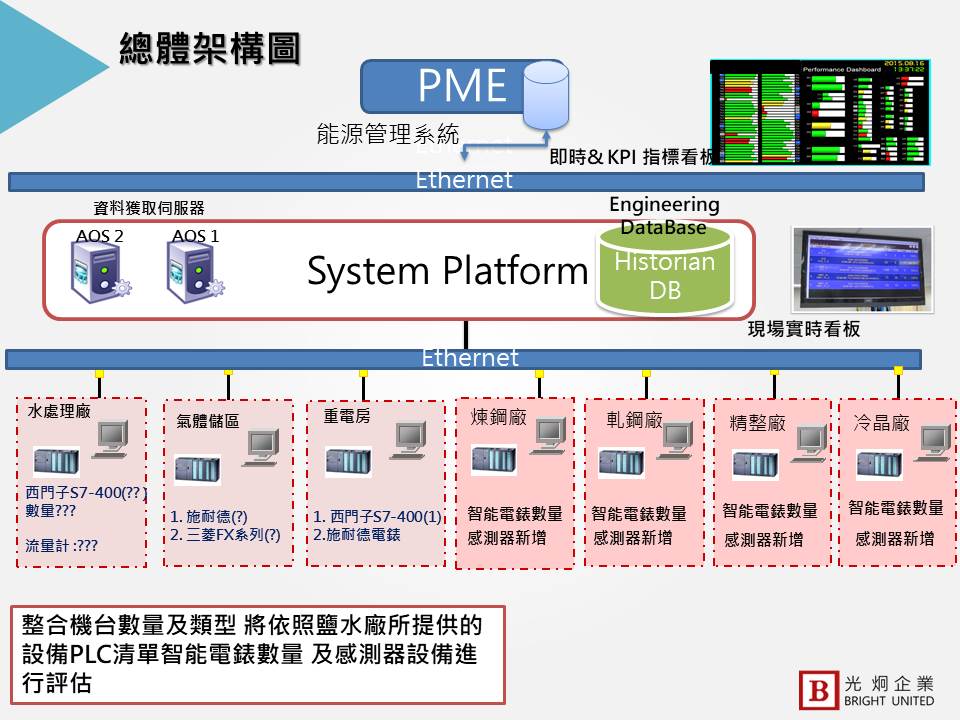 總體架構圖
PME
能源管理系統
Performance Dashboard
2015.08.16
13:37:22
即時& KPI 指標看板
Ethernet
Ethernet
資料獲取伺服器
AOS 2
AOS 1
System Platform
Engineering
DataBase
Historian
DB
現場實時看板
Ethernet
水處理廠
西門子S7-400(?? )
數量???
流量計 :???
氣體儲區
1. 施耐德(?)
2. 三菱FX系列(?)
重電房
1. 西門子S7-400(1)
2.施耐德電錶
煉鋼廠
智能電錶數量
感測器新增
軋鋼廠
智能電錶數量
感測器新增
精整廠
智能電錶數量
感測器新增
冷晶廠
智能電錶數量
感測器新增
整合機台數量及類型 將依照鹽水廠所提供的
設備PLC清單智能電錶數量 及感測器設備進
行評估
B
光炯企業
BRIGHT UNITED